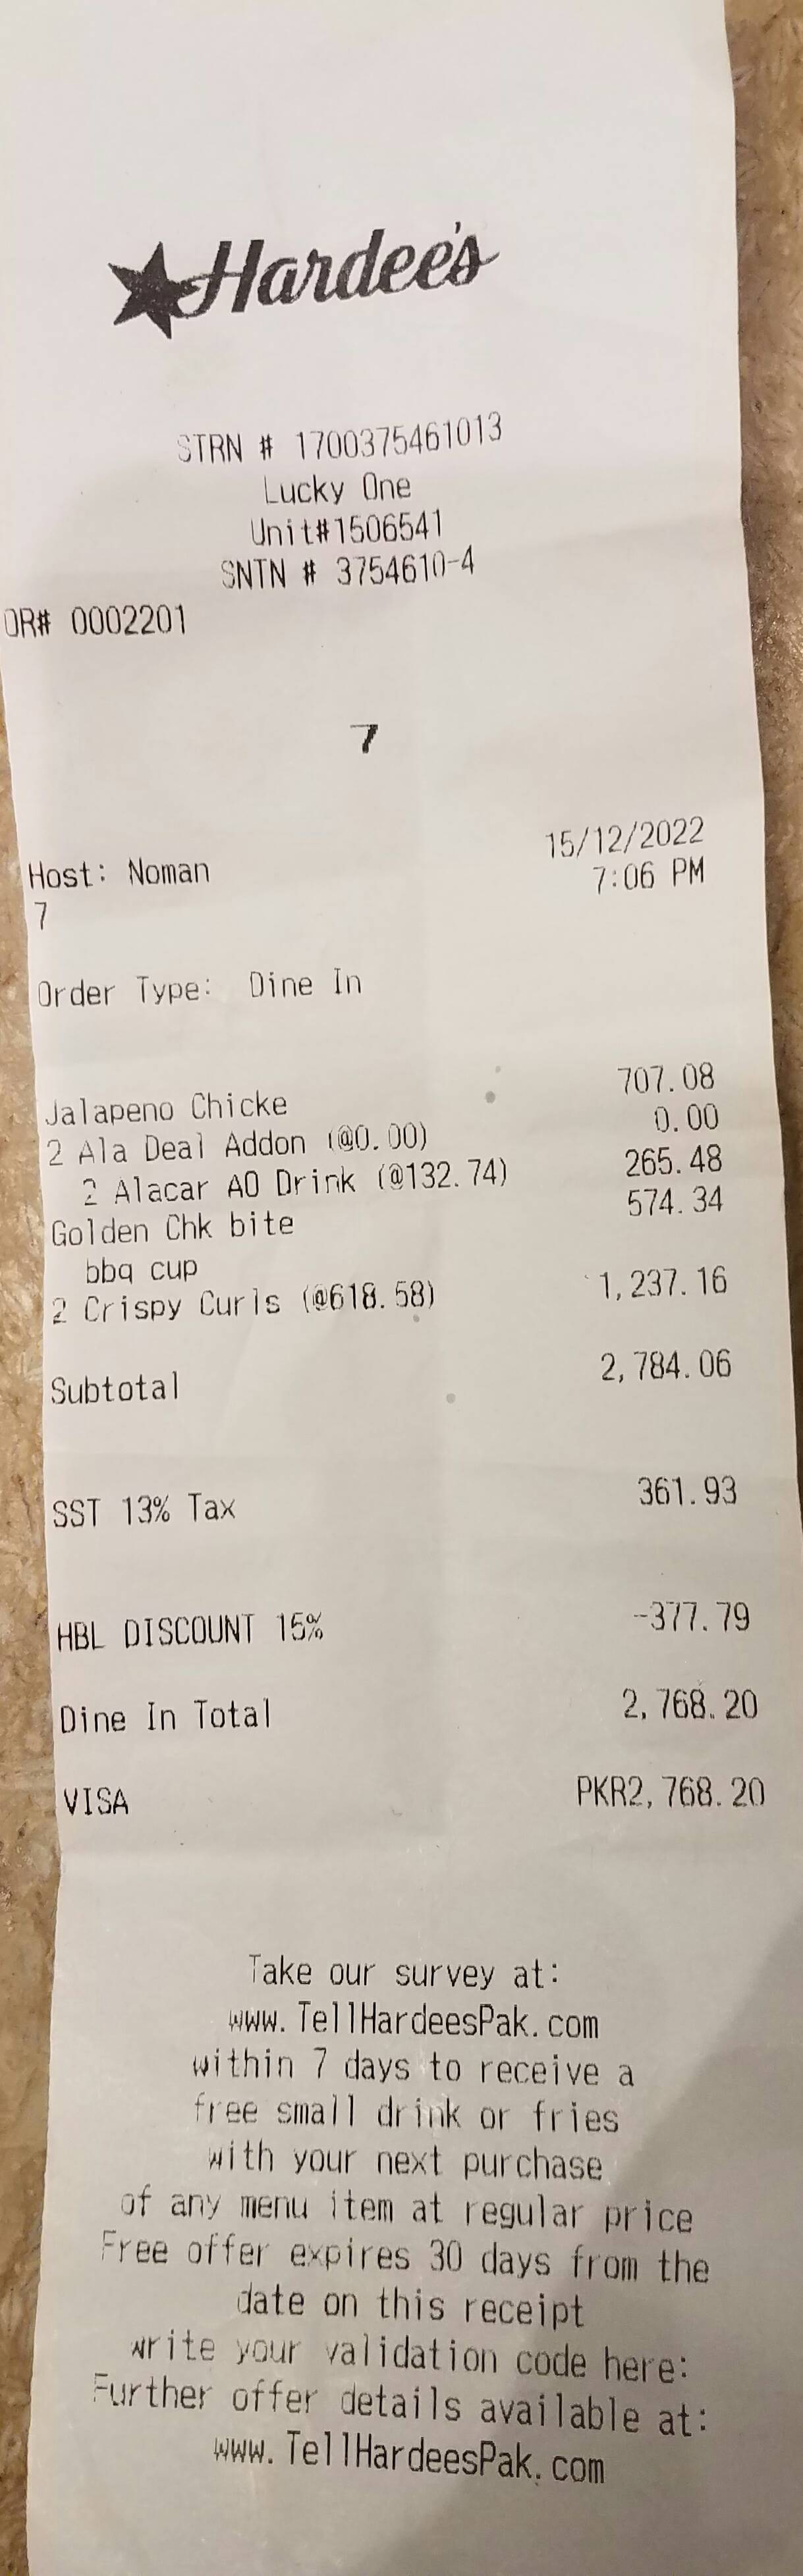 Hardee's
STRN # 1700375461013
Lucky One
Unit#1506541
SNTN # 3754610-4
OR# 0002201
7
15/12/2022
Host: Noman 7:06 PM
7
Order Type: Dine In
Jalapeno Chicke 707.08
2 Ala Deal Addon (@0.00) 0.00
2 Alacar AO Drink (@132.74) 265.48
Golden Chk bite 574.34
bbq cup
2 Crispy Curls (@618.58) 1,237.16
Subtotal 2,784.06
SST 13% Tax 361.93
HBL DISCOUNT 15% -377.79
Dine In Total 2,768.20
VISA PKR2,768.20
Take our survey at:
www.TellHardeesPak.com
within 7 days to receive a
free small drink or fries
with your next purchase
of any menu item at regular price
Free offer expires 30 days from the
date on this receipt
write your validation code here:
Further offer details available at:
www.TellHardeesPak.com